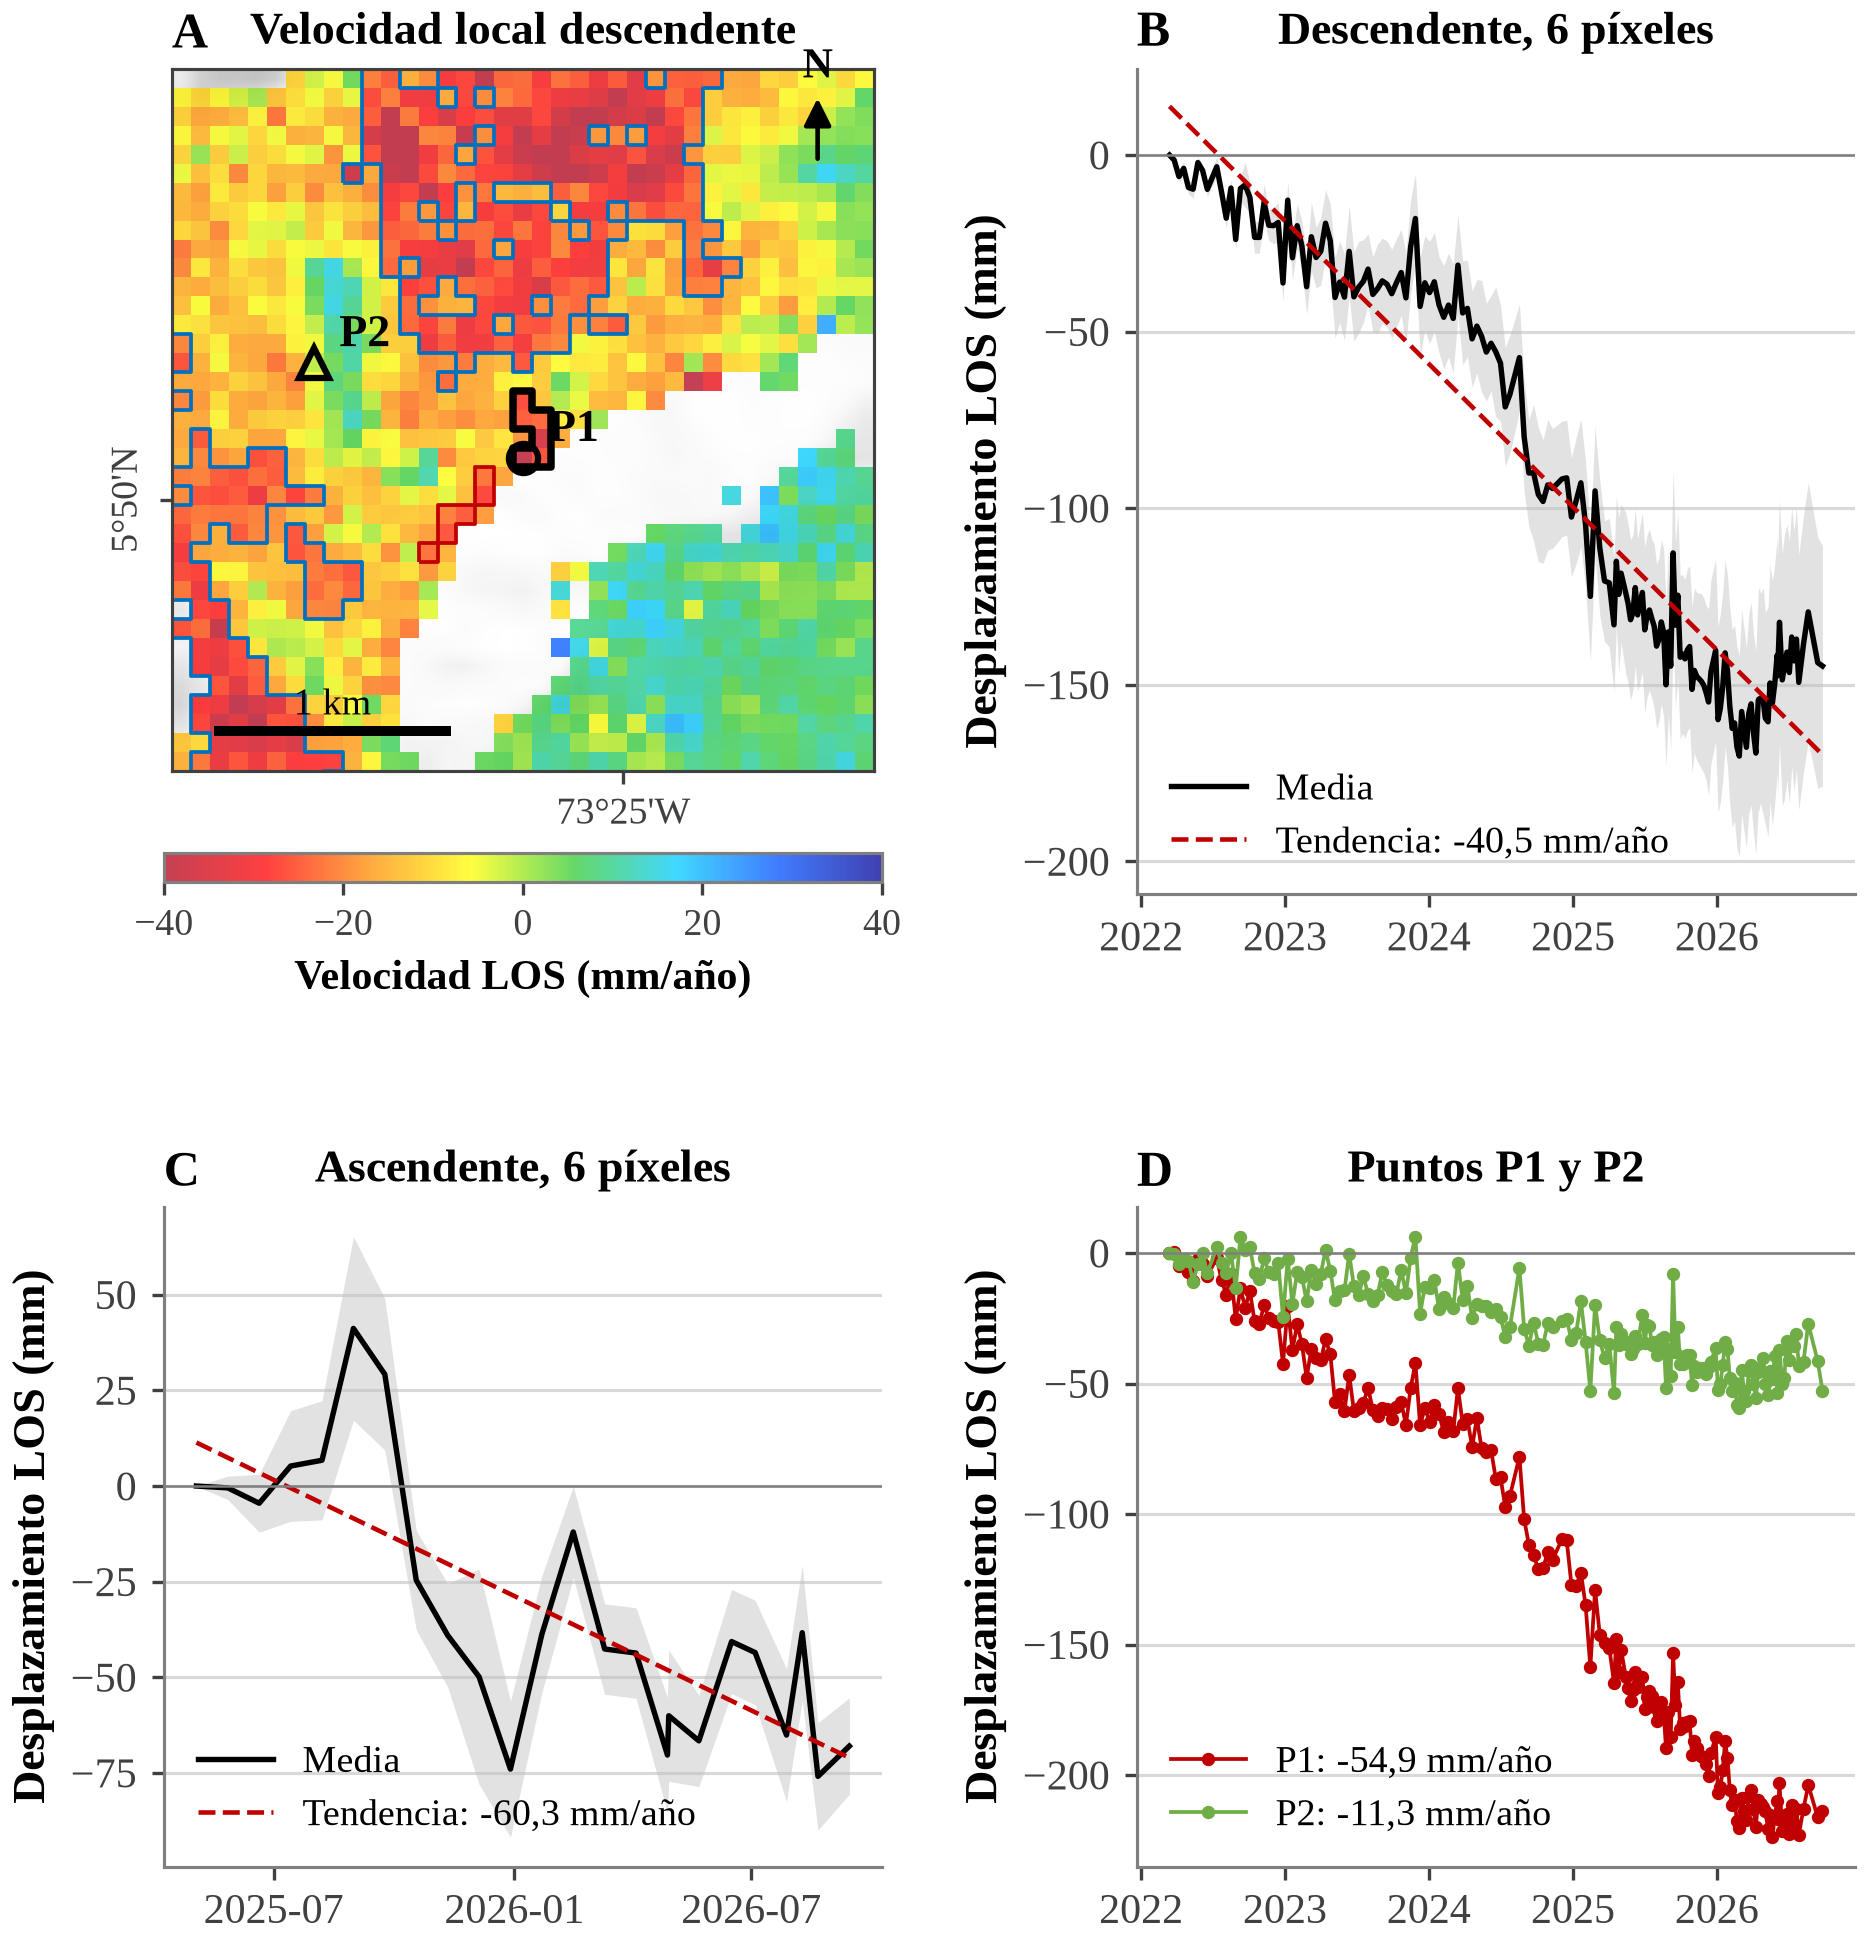 A Velocidad local descendente
N
P2
P1
5°50'N
1 km
73°25'W
−40 −20 0 20 40
Velocidad LOS (mm/año)
B Descendente, 6 píxeles
Desplazamiento LOS (mm)
0
−50
−100
−150
−200
Media
Tendencia: -40,5 mm/año
2022 2023 2024 2025 2026
C Ascendente, 6 píxeles
Desplazamiento LOS (mm)
50
25
0
−25
−50
−75
Media
Tendencia: -60,3 mm/año
2025-07 2026-01 2026-07
D Puntos P1 y P2
Desplazamiento LOS (mm)
0
−50
−100
−150
−200
P1: -54,9 mm/año
P2: -11,3 mm/año
2022 2023 2024 2025 2026